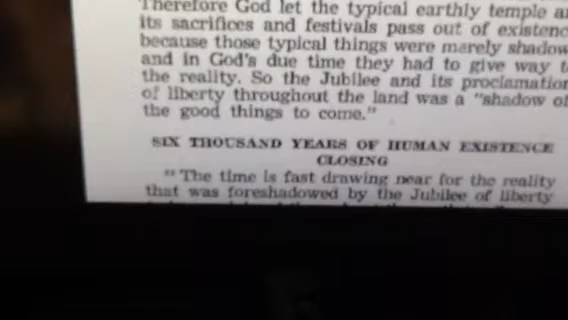 Therefore God let the typical earthly temple a
its sacrifices and festivals pass out of existenc
because those typical things were merely shadow
and in God's due time they had to give way t
the reality. So the Jubilee and its proclamation
of liberty throughout the land was a "shadow of
the good things to come."
SIX THOUSAND YEARS OF HUMAN EXISTENCE
CLOSING
"The time is fast drawing near for the reality
that was foreshadowed by the Jubilee of liberty